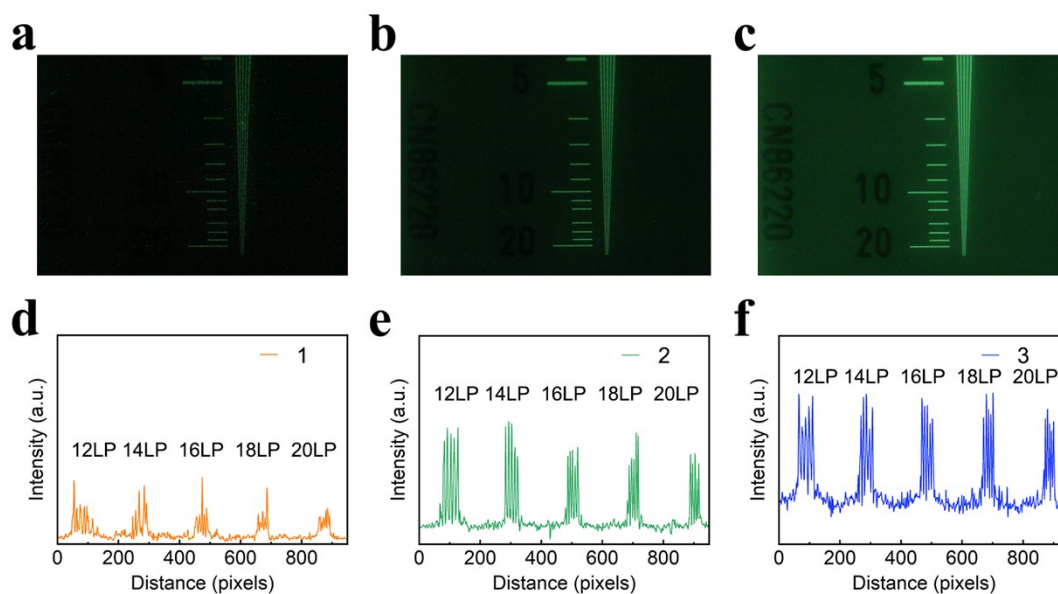 a
b
c
5
10
20
CN86220
5
10
20
CN86220
5
10
20
CN86220
d
e
f
1
12LP 14LP 16LP 18LP 20LP
Intensity (a.u.)
0 200 400 600 800
Distance (pixels)
2
12LP 14LP 16LP 18LP 20LP
Intensity (a.u.)
0 200 400 600 800
Distance (pixels)
3
12LP 14LP 16LP 18LP 20LP
Intensity (a.u.)
0 200 400 600 800
Distance (pixels)